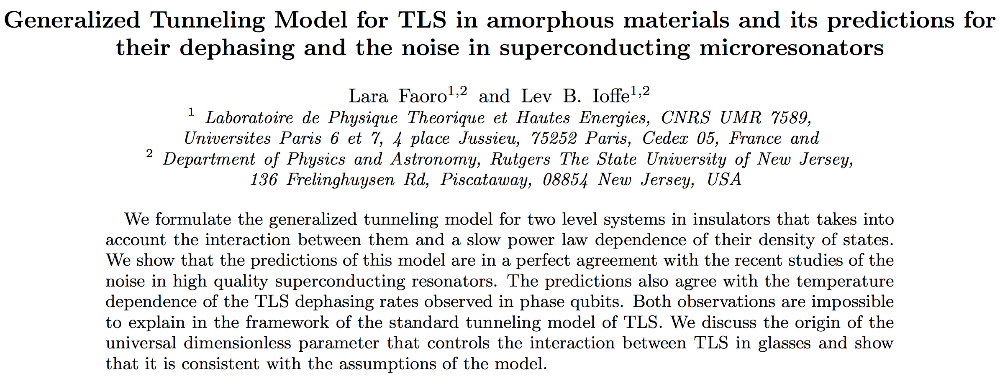 Generalized Tunneling Model for TLS in amorphous materials and its predictions for
their dephasing and the noise in superconducting microresonators
Lara Faoro1,2 and Lev B. Ioffe1,2
1 Laboratoire de Physique Theorique et Hautes Energies, CNRS UMR 7589,
Universites Paris 6 et 7, 4 place Jussieu, 75252 Paris, Cedex 05, France and
2 Department of Physics and Astronomy, Rutgers The State University of New Jersey,
136 Frelinghuysen Rd, Piscataway, 08854 New Jersey, USA
We formulate the generalized tunneling model for two level systems in insulators that takes into
account the interaction between them and a slow power law dependence of their density of states.
We show that the predictions of this model are in a perfect agreement with the recent studies of the
noise in high quality superconducting resonators. The predictions also agree with the temperature
dependence of the TLS dephasing rates observed in phase qubits. Both observations are impossible
to explain in the framework of the standard tunneling model of TLS. We discuss the origin of the
universal dimensionless parameter that controls the interaction between TLS in glasses and show
that it is consistent with the assumptions of the model.